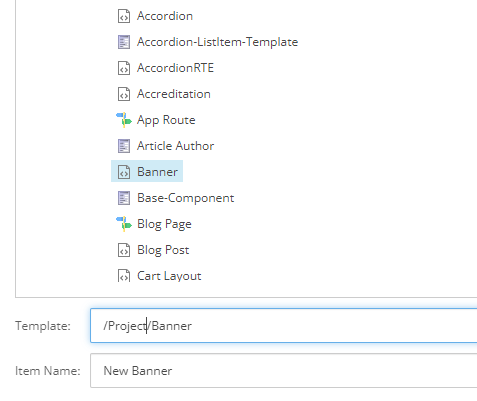 Accordion
Accordion-ListItem-Template
AccordionRTE
Accreditation
App Route
Article Author
Banner
Base-Component
Blog Page
Blog Post
Cart Layout
Template: /Project/Banner
Item Name: New Banner